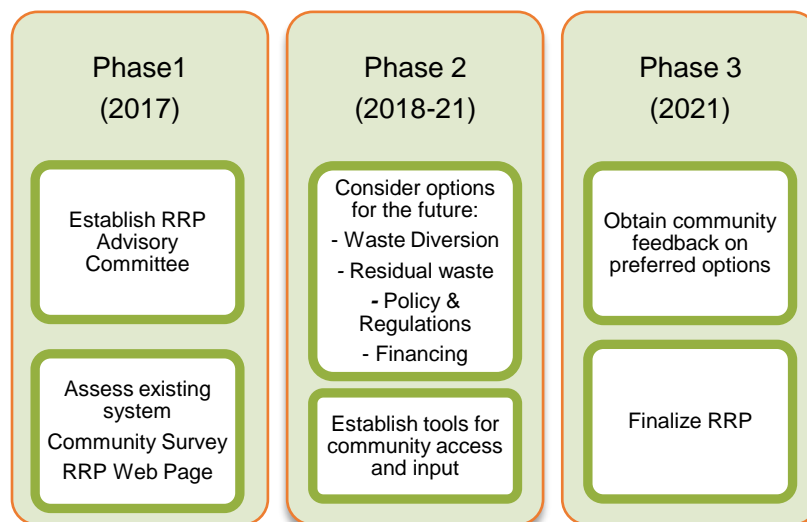 Phase1
(2017)
Establish RRP
Advisory
Committee
Assess existing
system
Community Survey
RRP Web Page
Phase 2
(2018-21)
Consider options
for the future:
- Waste Diversion
- Residual waste
- Policy &
Regulations
- Financing
Establish tools for
community access
and input
Phase 3
(2021)
Obtain community
feedback on
preferred options
Finalize RRP